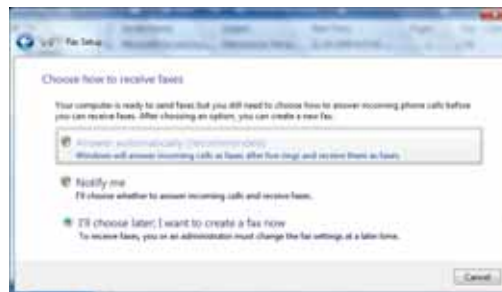 Fax Setup
Choose how to receive faxes
Your computer is ready to send faxes but you still need to choose how to answer incoming phone calls before
you can receive faxes. After choosing an option, you can create a new fax.
Answer automatically (recommended)
Windows will answer incoming calls as faxes after five rings and receive them as faxes.
Notify me
I'll choose whether to answer incoming calls and receive faxes.
I'll choose later; I want to create a fax now
To receive faxes, you or an administrator must change the fax settings at a later time.
Cancel